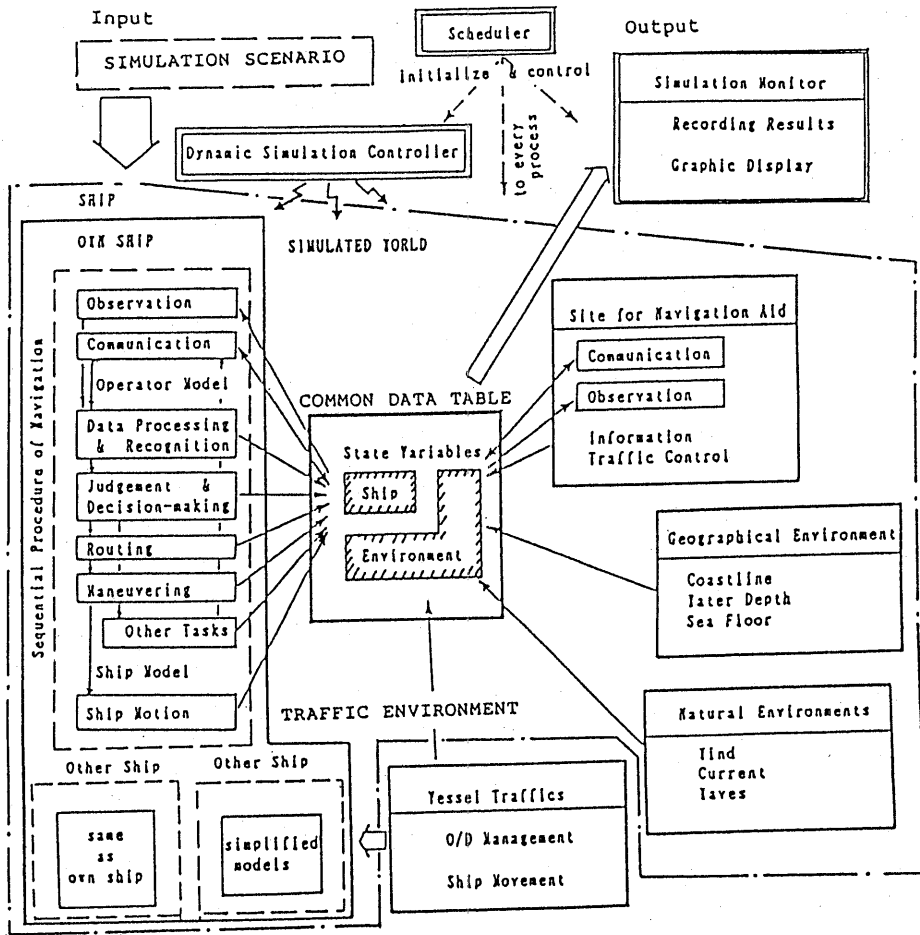 Input
SIMULATION SCENARIO
Scheduler
Initialize & control
to every
process
Output
Simulation Monitor
Recording Results
Graphic Display
Dynamic Simulation Controller
SHIP
OWN SHIP
SIMULATED WORLD
Sequential Procedure of Navigation
Observation
Communication
Operator Model
Data Processing
& Recognition
Judgement &
Decision-making
Routing
Maneuvering
Other Tasks
Ship Model
Ship Motion
COMMON DATA TABLE
State Variables
Ship
Environment
Site for Navigation Aid
Communication
Observation
Information
Traffic Control
Geographical Environment
Coastline
Water Depth
Sea Floor
Natural Environments
Wind
Current
Waves
TRAFFIC ENVIRONMENT
Vessel Traffics
O/D Management
Ship Movement
Other Ship
same
as
own ship
Other Ship
simplified
models